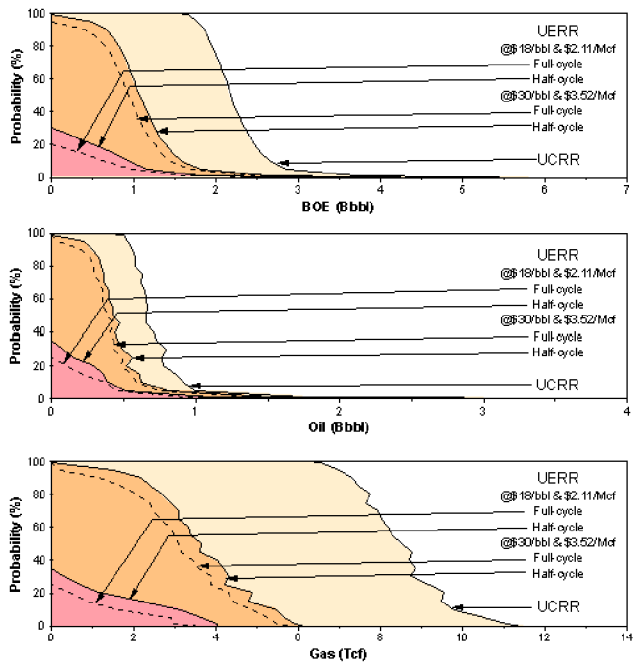 100
80
60
40
20
0
Probability (%)
0 1 2 3 4 5 6 7
BOE (Bbbl)
UERR
@$18/bbl & $2.11/Mcf
Full-cycle
Half-cycle
@$30/bbl & $3.52/Mcf
Full-cycle
Half-cycle
UCRR
100
80
60
40
20
0
Probability (%)
0 1 2 3 4
Oil (Bbbl)
UERR
@$18/bbl & $2.11/Mcf
Full-cycle
Half-cycle
@$30/bbl & $3.52/Mcf
Full-cycle
Half-cycle
UCRR
100
80
60
40
20
0
Probability (%)
0 2 4 6 8 10 12 14
Gas (Tcf)
UERR
@$18/bbl & $2.11/Mcf
Full-cycle
Half-cycle
@$30/bbl & $3.52/Mcf
Full-cycle
Half-cycle
UCRR